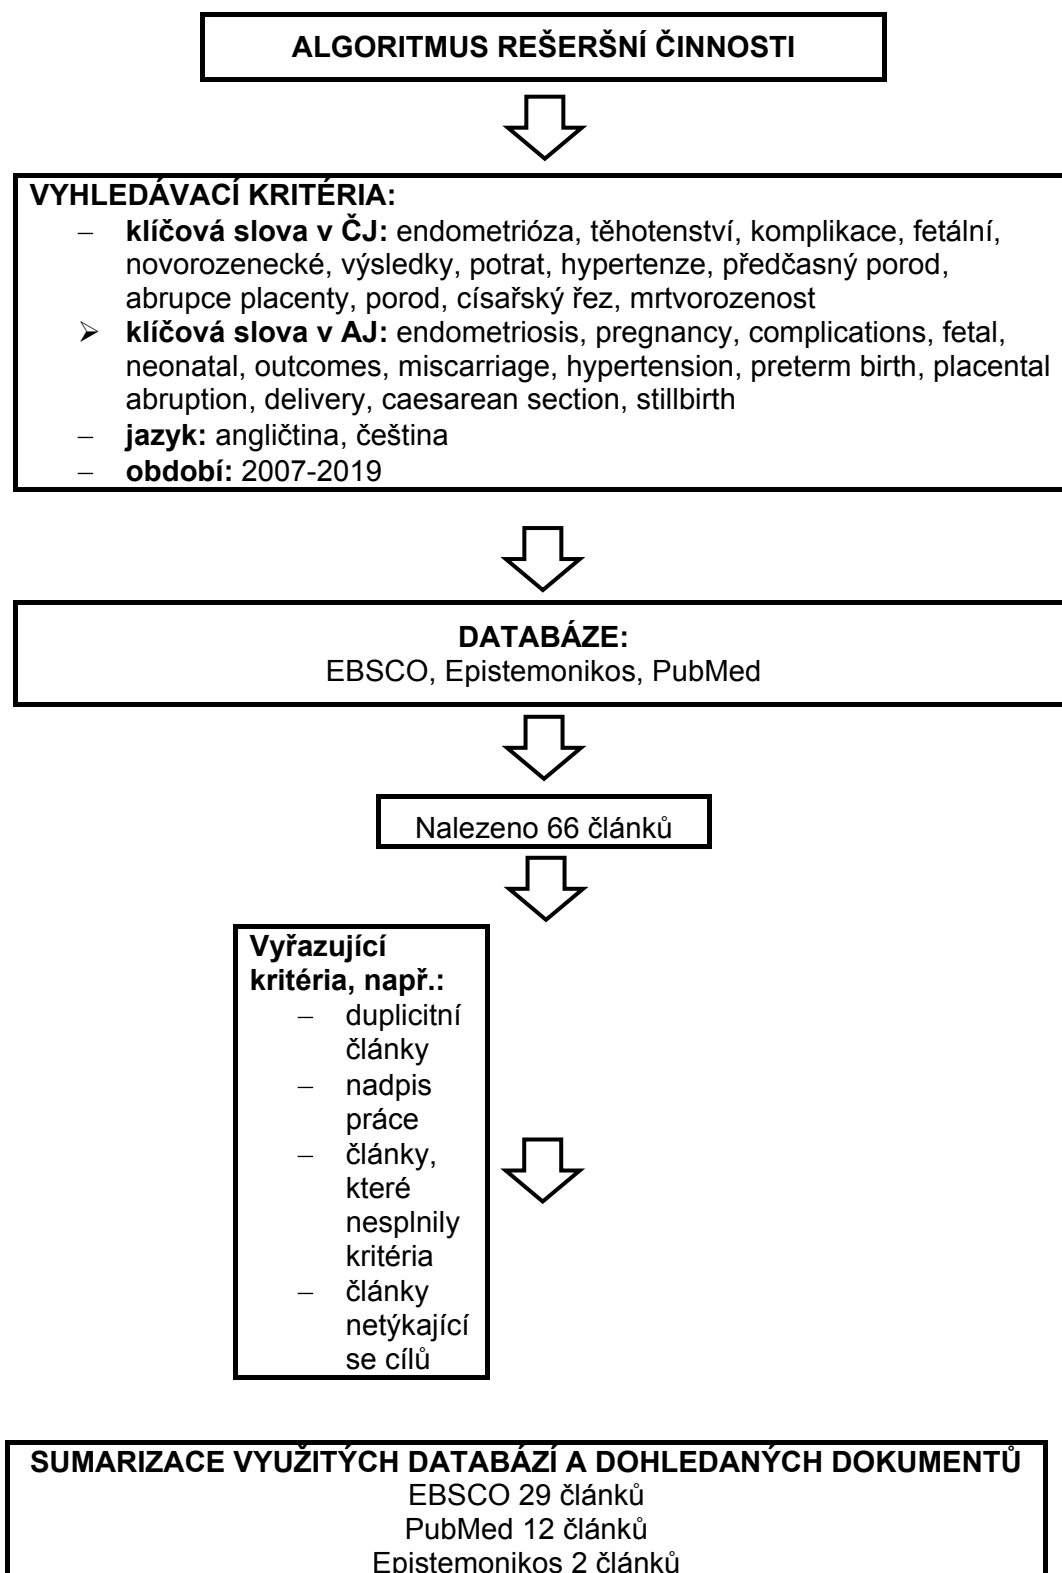 ALGORITMUS REŠERŠNÍ ČINNOSTI
VYHLEDÁVACÍ KRITÉRIA:
– klíčová slova v ČJ: endometrióza, těhotenství, komplikace, fetální,
novorozenecké, výsledky, potrat, hypertenze, předčasný porod,
abrupce placenty, porod, císařský řez, mrtvorozenost
➢ klíčová slova v AJ: endometriosis, pregnancy, complications, fetal,
neonatal, outcomes, miscarriage, hypertension, preterm birth, placental
abruption, delivery, caesarean section, stillbirth
– jazyk: angličtina, čeština
– období: 2007-2019
DATABÁZE:
EBSCO, Epistemonikos, PubMed
Nalezeno 66 článků
Vyřazující
kritéria, např.:
– duplicitní
články
– nadpis
práce
– články,
které
nesplnily
kritéria
– články
netýkající
se cílů
SUMARIZACE VYUŽITÝCH DATABÁZÍ A DOHLEDANÝCH DOKUMENTŮ
EBSCO 29 článků
PubMed 12 článků
Epistemonikos 2 článků